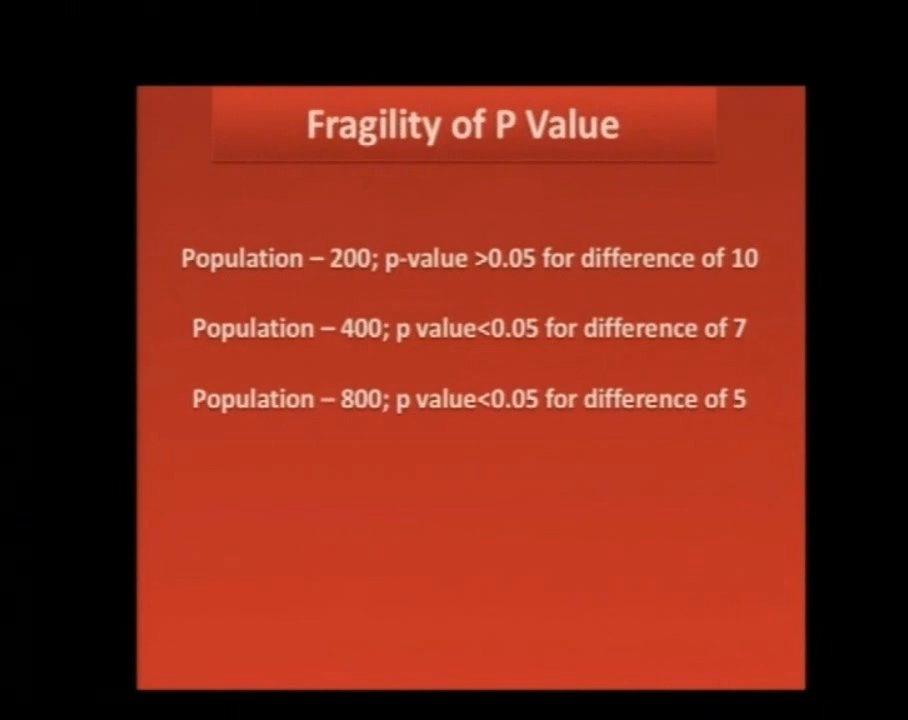 Fragility of P Value
Population – 200; p-value >0.05 for difference of 10
Population – 400; p value<0.05 for difference of 7
Population – 800; p value<0.05 for difference of 5